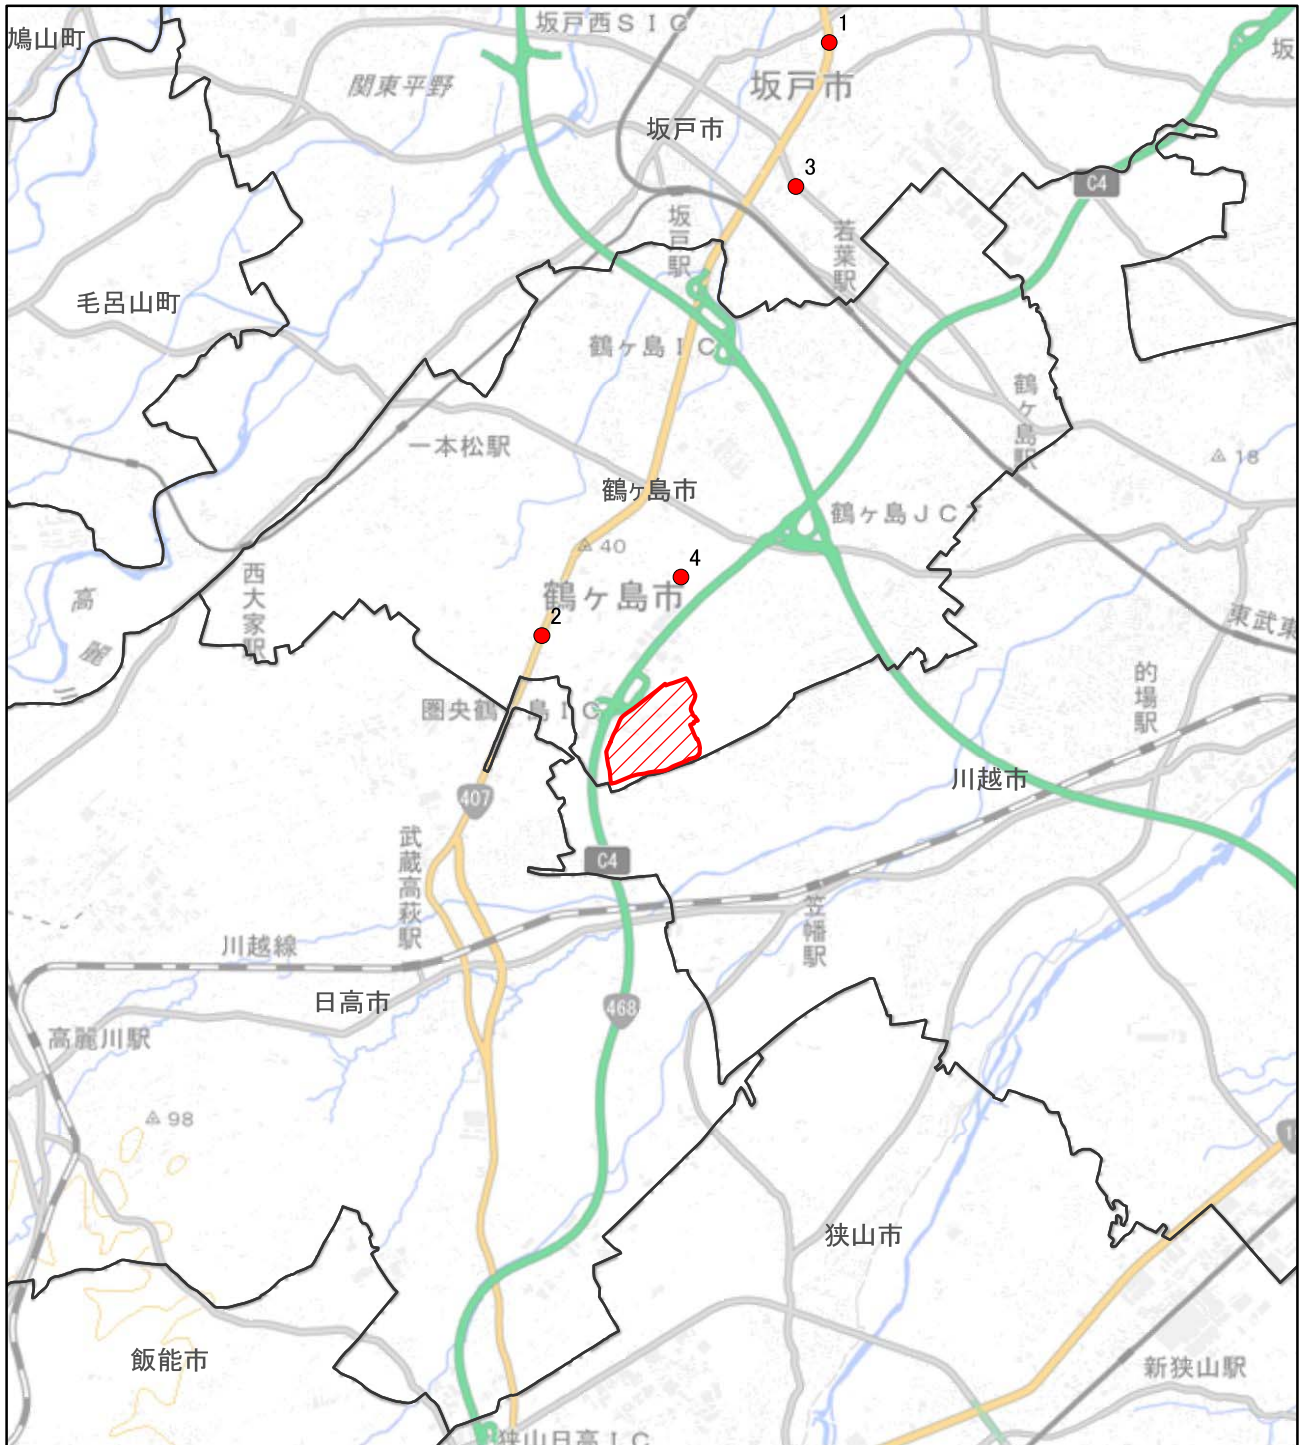 鳩山町
坂戸西SIC
1
坂
坂戸市
関東平野
坂戸市
3
C4
坂戸駅
若葉駅
毛呂山町
鶴ヶ島IC
鶴ヶ島駅
一本松駅
18
鶴ヶ島市
鶴ヶ島JCT
40
4
鶴ヶ島市
西大家駅
高麗川
2
東武東
的場駅
圏央鶴ヶ島IC
川越市
407
武蔵高萩駅
C4
笠幡駅
川越線
日高市
468
高麗川駅
98
1
狭山市
飯能市
新狭山駅
狭山日高IC